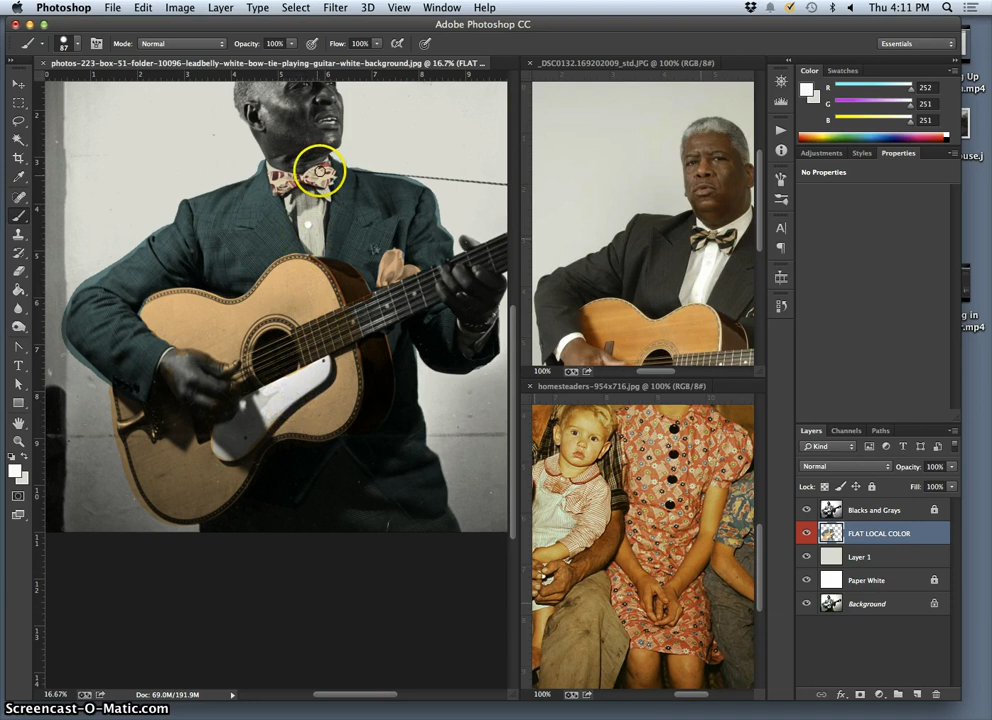 Photoshop File Edit Image Layer Type Select Filter 3D View Window Help Thu 4:11 PM
Adobe Photoshop CC
87 Mode: Normal Opacity: 100% Flow: 100% Essentials
photos-223-box-51-folder-10096-leadbelly-white-bow-tie-playing-guitar-white-background.jpg @ 16.7% (FLAT ...
_DSC0132.169202009_std.JPG @ 100% (RGB/8#)
Color Swatches
R 252
G 251
B 251
Adjustments Styles Properties
No Properties
100%
homesteaders-954x716.jpg @ 100% (RGB/8#)
Layers Channels Paths
Kind
Normal Opacity: 100%
Lock: Fill: 100%
Blacks and Grays
FLAT LOCAL COLOR
Layer 1
Paper White
Background
16.67% Doc: 69.0M/191.9M
100%
fx
Screencast-O-Matic.com